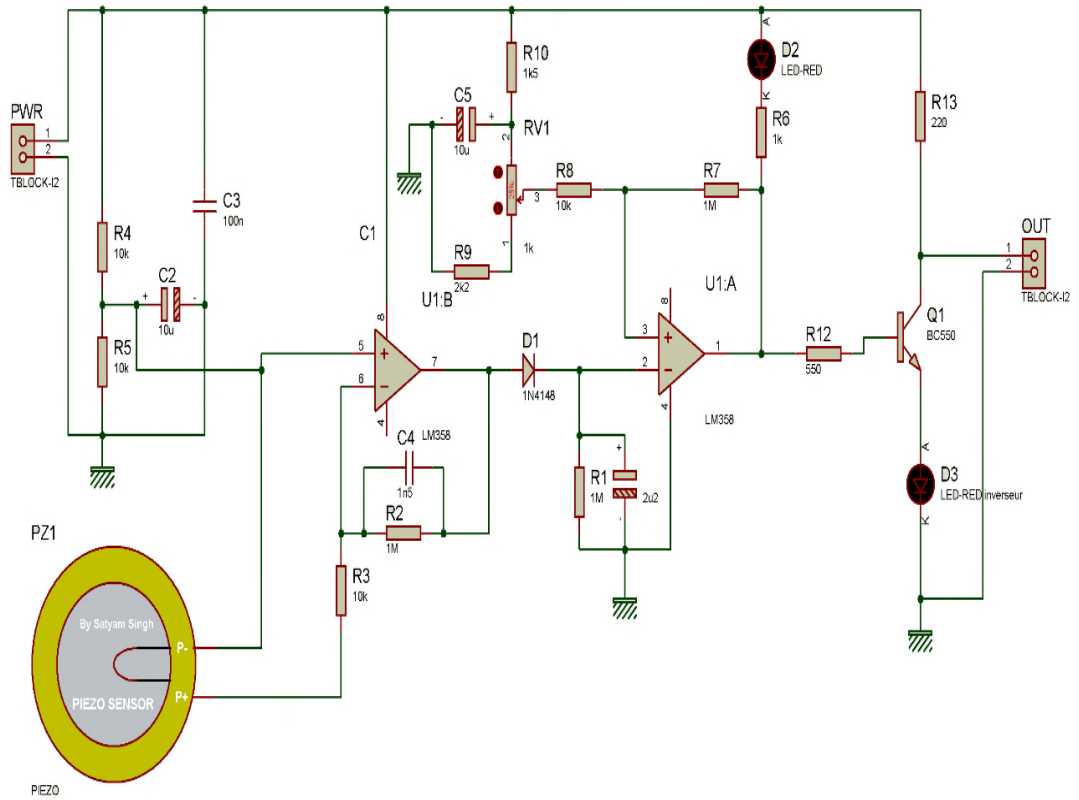 PWR
1
2
TBLOCK-I2
R4
10k
R5
10k
C3
100n
C2
+
-
10u
C1
R10
1k5
C5
-
+
10u
RV1
2
25%
3
1
1k
R9
2k2
R8
10k
R7
1M
A
D2
LED-RED
K
R6
1k
R13
220
OUT
1
2
TBLOCK-I2
U1:B
8
5
+
6
−
7
4
LM358
C4
1n5
R2
1M
R3
10k
D1
1N4148
R1
1M
+
2u2
-
U1:A
8
3
+
2
−
1
4
LM358
R12
550
Q1
BC550
A
D3
LED-RED inverseur
K
PZ1
By Satyam Singh
P-
PIEZO SENSOR
P+
PIEZO